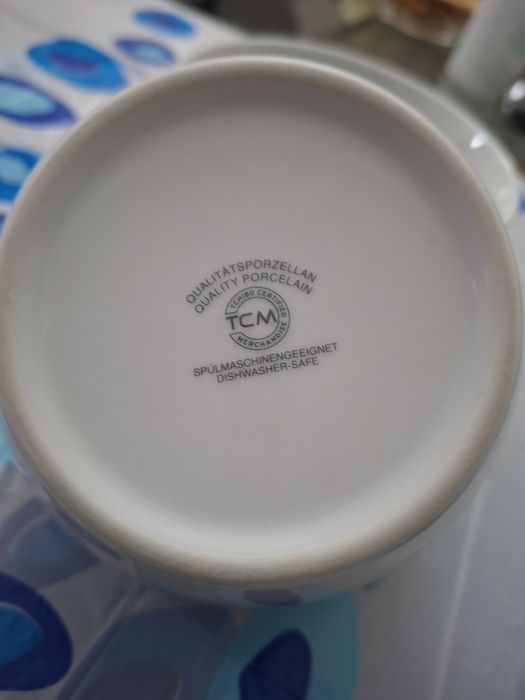 QUALITÄTSPORZELLAN
QUALITY PORCELAIN
TCHIBO CERTIFIED
TCM
MERCHANDISE
SPÜLMASCHINENGEEIGNET
DISHWASHER-SAFE